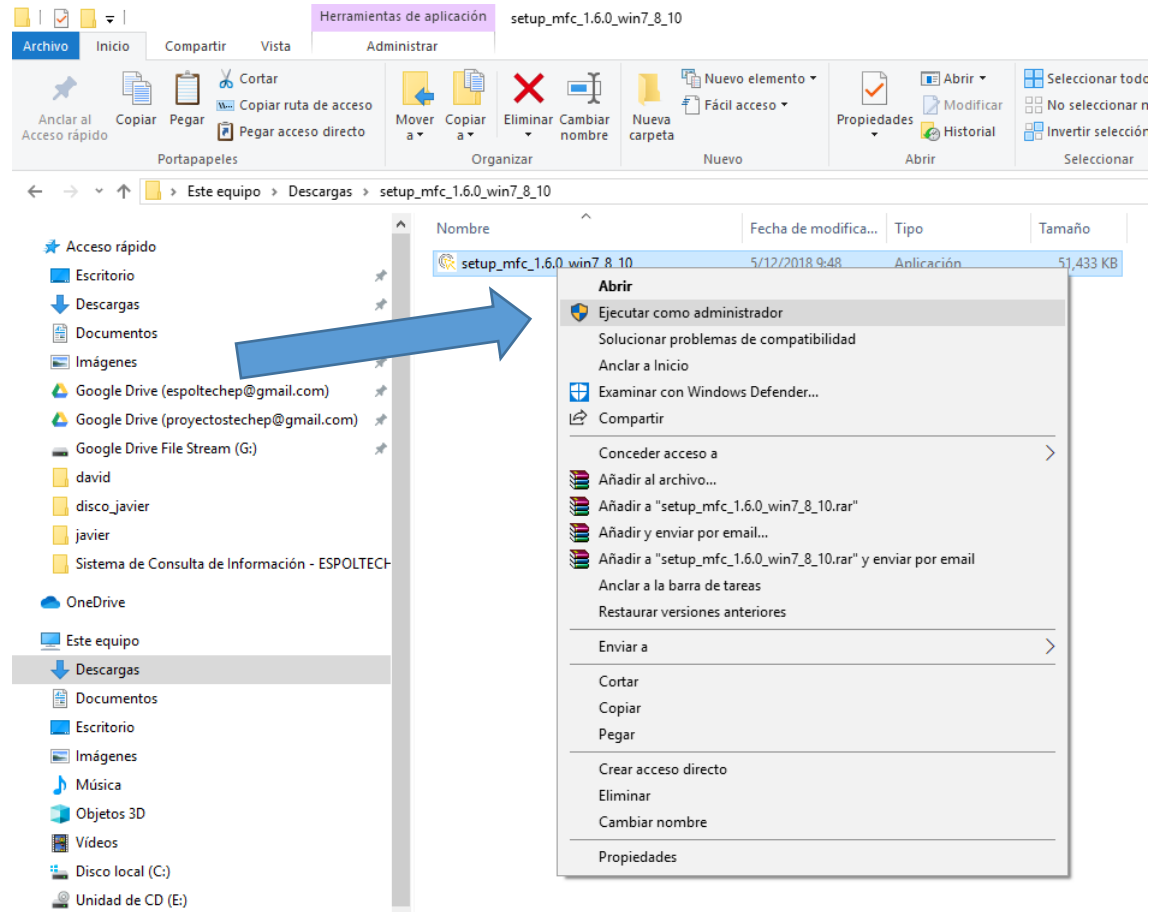 Herramientas de aplicación
setup_mfc_1.6.0_win7_8_10
Archivo
Inicio
Compartir
Vista
Administrar
Anclar al
Acceso rápido
Copiar
Pegar
Cortar
Copiar ruta de acceso
Pegar acceso directo
Portapapeles
Mover
a
Copiar
a
Eliminar
Cambiar
nombre
Organizar
Nueva
carpeta
Nuevo elemento
Fácil acceso
Nuevo
Propiedades
Abrir
Modificar
Historial
Abrir
Seleccionar todo
No seleccionar n
Invertir selección
Seleccionar
Este equipo > Descargas > setup_mfc_1.6.0_win7_8_10
Nombre
Fecha de modifica...
Tipo
Tamaño
setup_mfc_1.6.0_win7_8_10
5/12/2018 9:48
Aplicación
51,433 KB
Acceso rápido
Escritorio
Descargas
Documentos
Imágenes
Google Drive (espoltechep@gmail.com)
Google Drive (proyectostechep@gmail.com)
Google Drive File Stream (G:)
david
disco_javier
javier
Sistema de Consulta de Información - ESPOLTECH
OneDrive
Este equipo
Descargas
Documentos
Escritorio
Imágenes
Música
Objetos 3D
Vídeos
Disco local (C:)
Unidad de CD (E:)
Abrir
Ejecutar como administrador
Solucionar problemas de compatibilidad
Anclar a Inicio
Examinar con Windows Defender...
Compartir
Conceder acceso a
Añadir al archivo...
Añadir a "setup_mfc_1.6.0_win7_8_10.rar"
Añadir y enviar por email...
Añadir a "setup_mfc_1.6.0_win7_8_10.rar" y enviar por email
Anclar a la barra de tareas
Restaurar versiones anteriores
Enviar a
Cortar
Copiar
Pegar
Crear acceso directo
Eliminar
Cambiar nombre
Propiedades